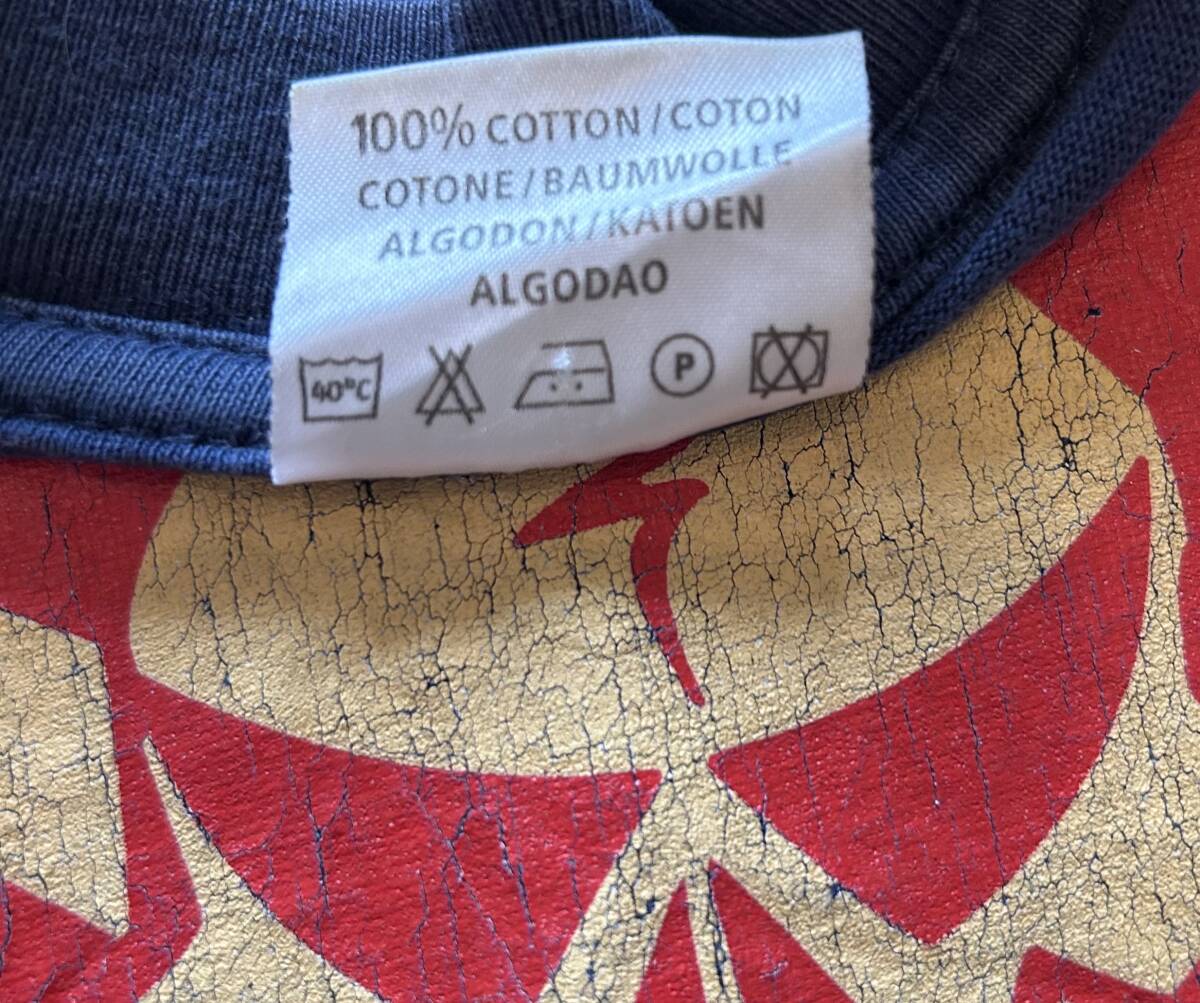 100% COTTON / COTON
COTONE / BAUMWOLLE
ALGODON / KATOEN
ALGODAO
40°C P